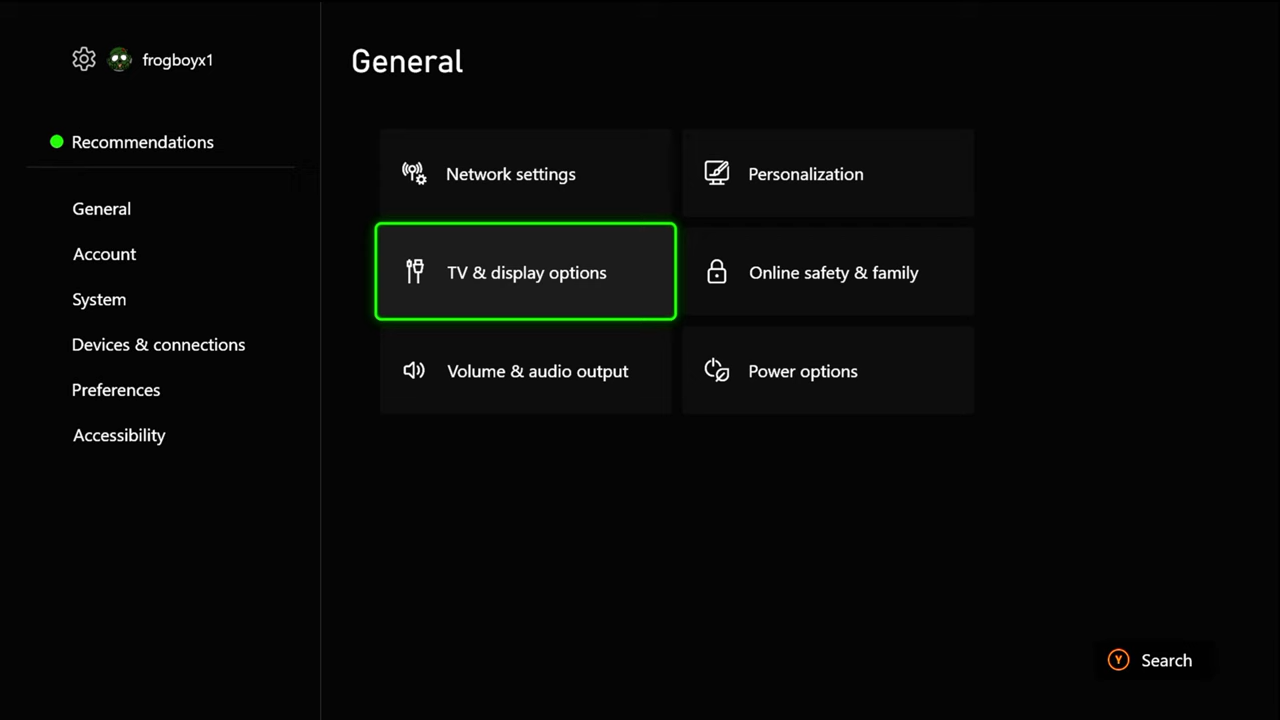 frogboyx1
General
Recommendations
General
Account
System
Devices & connections
Preferences
Accessibility
Network settings
Personalization
TV & display options
Online safety & family
Volume & audio output
Power options
Y Search